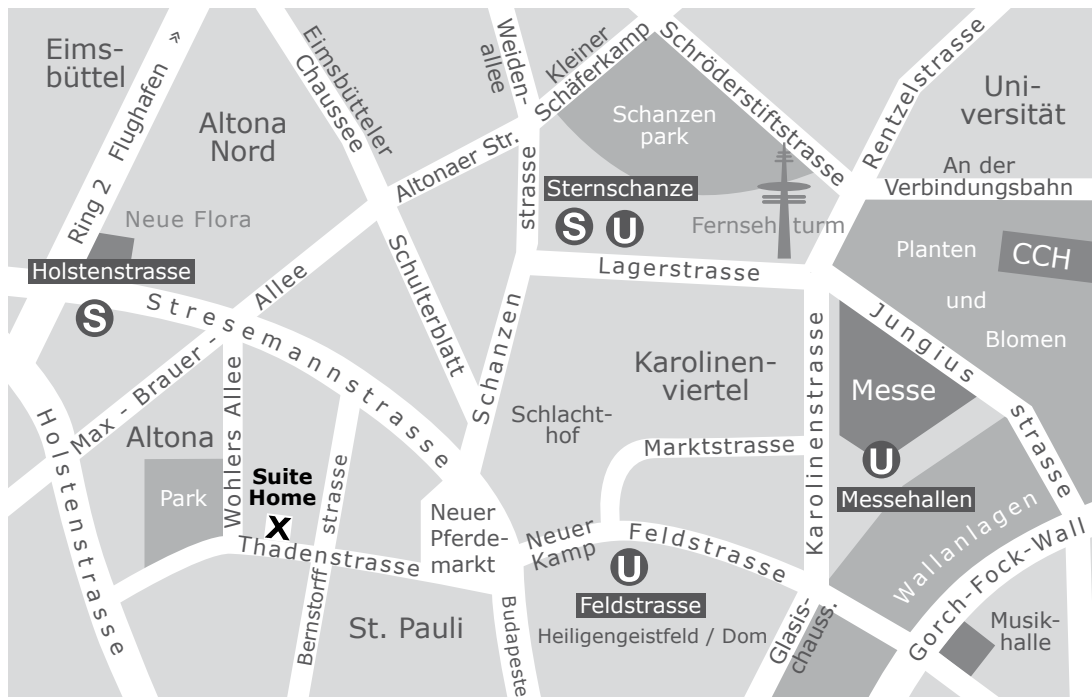 Eims-
büttel
Ring 2 Flughafen »
Altona
Nord
Eimsbütteler
Chaussee
Weiden-
allee
Kleiner
Schäferkamp
Schröderstiftstrasse
Rentzelstrasse
Uni-
versität
Schanzen
park
Altonaer Str.
strasse
An der
Verbindungsbahn
Sternschanze
S U
Neue Flora
Fernseh turm
Holstenstrasse
S
Allee
Schulterblatt
Lagerstrasse
Planten
und
Blomen
CCH
Stresemannstrasse
Max - Brauer -
Schanzen
Karolinen-
viertel
Karolinenstrasse
Jungius
strasse
Messe
Holstenstrasse
Altona
Wohlers Allee
Schlacht-
hof
Marktstrasse
U
Messehallen
Park
Suite
Home
X
strasse
Bernstorff
Thadenstrasse
Neuer
Pferde-
markt
Neuer
Kamp
Feldstrasse
U
Feldstrasse
Wallanlagen
Gorch-Fock-Wall
St. Pauli
Budapeste
Heiligengeistfeld / Dom
Glasis-
chauss.
Musik-
halle